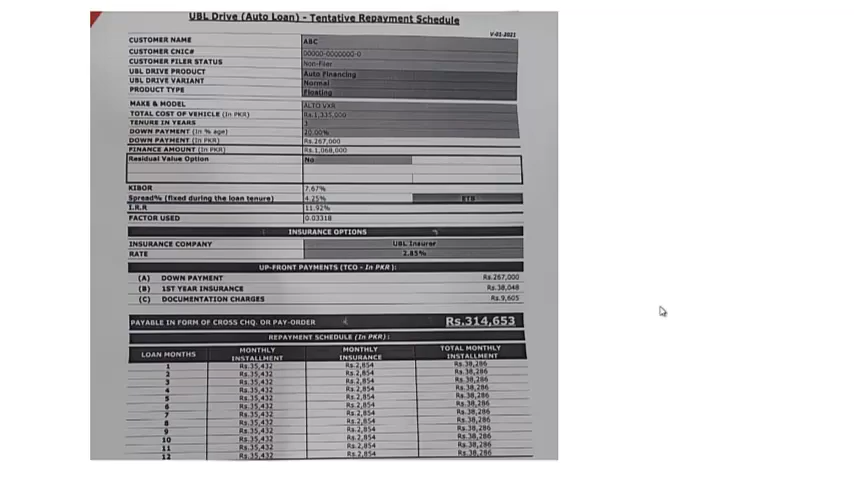 UBL Drive (Auto Loan) - Tentative Repayment Schedule
V-01-2021
CUSTOMER NAME ABC
CUSTOMER CNIC# 00000-0000000-0
CUSTOMER FILER STATUS Non-Filer
UBL DRIVE PRODUCT Auto Financing
UBL DRIVE VARIANT Normal
PRODUCT TYPE Floating
MAKE & MODEL ALTO VXR
TOTAL COST OF VEHICLE (In PKR) Rs.1,335,000
TENURE IN YEARS 3
DOWN PAYMENT (In % age) 20.00%
DOWN PAYMENT (In PKR) Rs.267,000
FINANCE AMOUNT (In PKR) Rs.1,068,000
Residual Value Option No
KIBOR 7.67%
Spread% (fixed during the loan tenure) 4.25% ETB
I.R.R 11.92%
FACTOR USED 0.03318
INSURANCE OPTIONS
INSURANCE COMPANY UBL Insurer
RATE 2.85%
UP-FRONT PAYMENTS (TCO - In PKR ):
(A) DOWN PAYMENT Rs.267,000
(B) 1ST YEAR INSURANCE Rs.38,048
(C) DOCUMENTATION CHARGES Rs.9,605
PAYABLE IN FORM OF CROSS CHQ. OR PAY-ORDER Rs.314,653
REPAYMENT SCHEDULE (In PKR):
LOAN MONTHS MONTHLY INSTALLMENT MONTHLY INSURANCE TOTAL MONTHLY INSTALLMENT
1 Rs.35,432 Rs.2,854 Rs.38,286
2 Rs.35,432 Rs.2,854 Rs.38,286
3 Rs.35,432 Rs.2,854 Rs.38,286
4 Rs.35,432 Rs.2,854 Rs.38,286
5 Rs.35,432 Rs.2,854 Rs.38,286
6 Rs.35,432 Rs.2,854 Rs.38,286
7 Rs.35,432 Rs.2,854 Rs.38,286
8 Rs.35,432 Rs.2,854 Rs.38,286
9 Rs.35,432 Rs.2,854 Rs.38,286
10 Rs.35,432 Rs.2,854 Rs.38,286
11 Rs.35,432 Rs.2,854 Rs.38,286
12 Rs.35,432 Rs.2,854 Rs.38,286